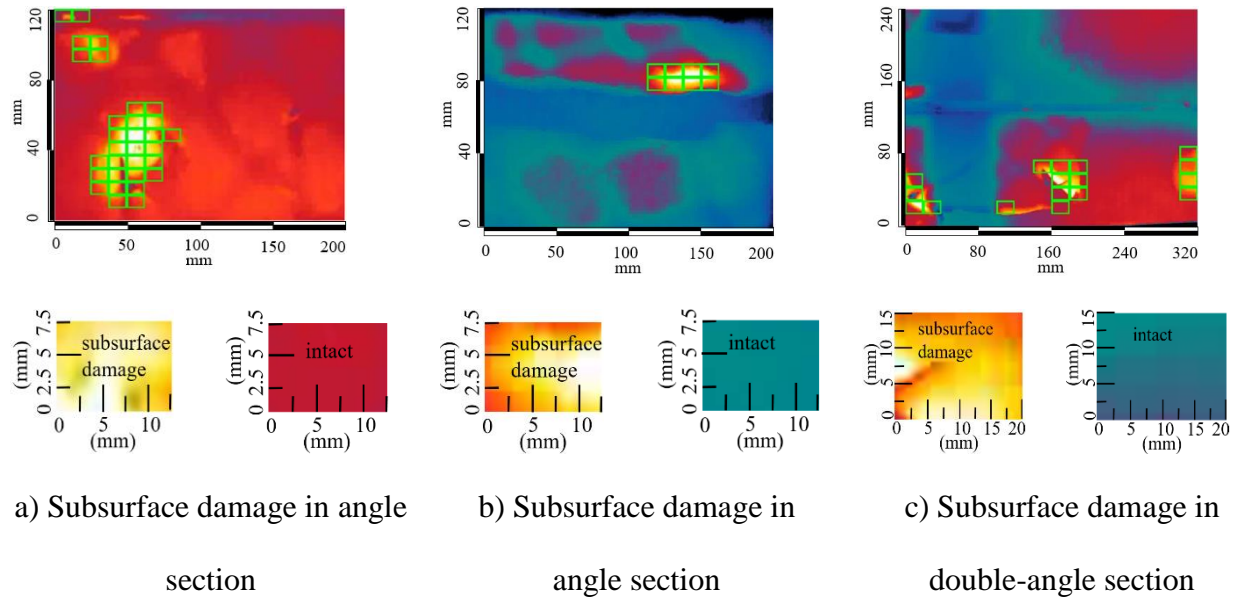 120
80
40
0
mm
0
50
100
150
200
mm
120
80
40
0
mm
0
50
100
150
200
mm
240
160
80
0
mm
0
80
160
240
320
mm
7.5
5
2.5
0
(mm)
subsurface
damage
0
5
10
(mm)
7.5
5
2.5
0
(mm)
intact
0
5
10
(mm)
7.5
5
2.5
0
(mm)
subsurface
damage
0
5
10
(mm)
7.5
5
2.5
0
(mm)
intact
0
5
10
(mm)
15
10
5
0
(mm)
subsurface
damage
0
5
10
15
20
(mm)
15
10
5
0
(mm)
intact
0
5
10
15
20
(mm)
a) Subsurface damage in angle
section
b) Subsurface damage in
angle section
c) Subsurface damage in
double-angle section